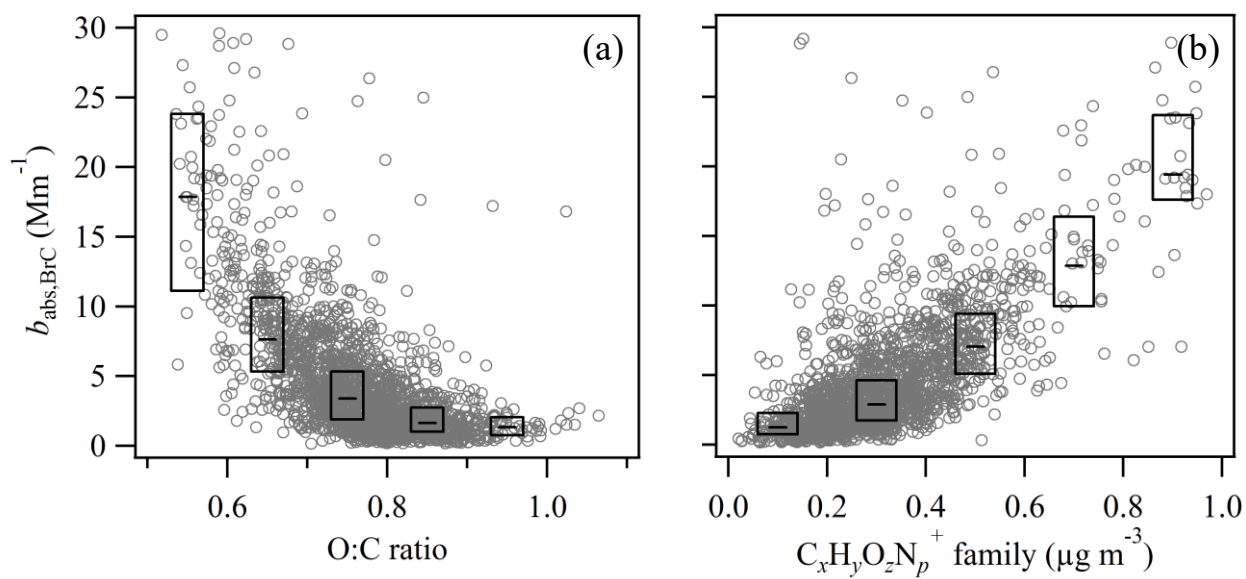 30
25
20
15
10
5
0
b_abs,BrC (Mm⁻¹)
(a)
0.6 0.8 1.0
O:C ratio
(b)
0.0 0.2 0.4 0.6 0.8 1.0
CₓH_yO_zN_p⁺ family (µg m⁻³)